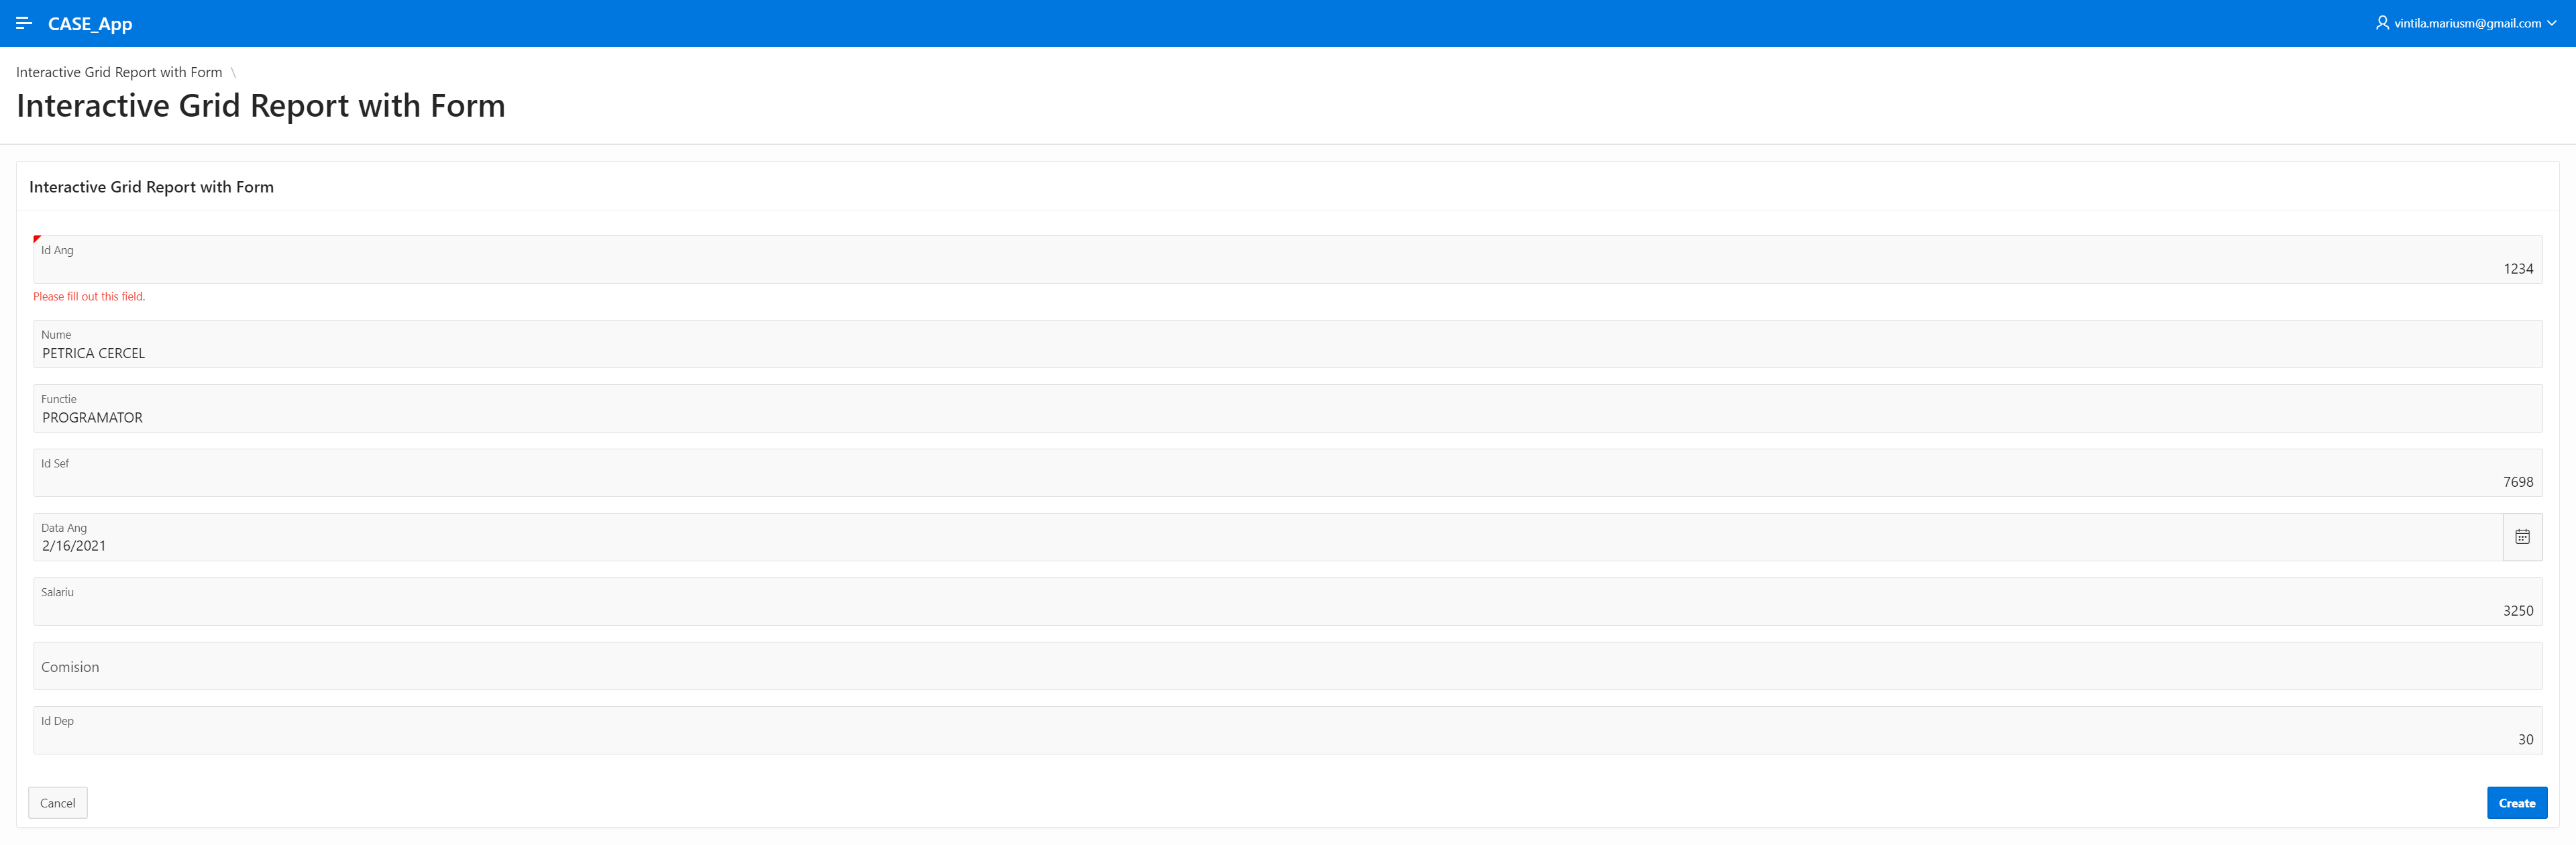 CASE_App
vintila.mariusm@gmail.com
Interactive Grid Report with Form \
Interactive Grid Report with Form
Interactive Grid Report with Form
Id Ang
1234
Please fill out this field.
Nume
PETRICA CERCEL
Functie
PROGRAMATOR
Id Sef
7698
Data Ang
2/16/2021
Salariu
3250
Comision
Id Dep
30
Cancel
Create